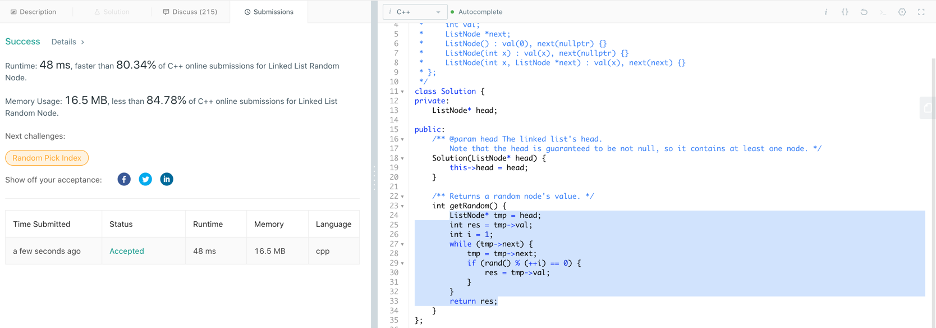 Description
Solution
Discuss (215)
Submissions
Success Details >
Runtime: 48 ms, faster than 80.34% of C++ online submissions for Linked List Random
Node.
Memory Usage: 16.5 MB, less than 84.78% of C++ online submissions for Linked List
Random Node.
Next challenges:
Random Pick Index
Show off your acceptance:
Time Submitted Status Runtime Memory Language
a few seconds ago Accepted 48 ms 16.5 MB cpp
i C++ Autocomplete
4 * int val;
5 * ListNode *next;
6 * ListNode() : val(0), next(nullptr) {}
7 * ListNode(int x) : val(x), next(nullptr) {}
8 * ListNode(int x, ListNode *next) : val(x), next(next) {}
9 * };
10 */
11 class Solution {
12 private:
13 ListNode* head;
14
15 public:
16 /** @param head The linked list's head.
17 Note that the head is guaranteed to be not null, so it contains at least one node. */
18 Solution(ListNode* head) {
19 this->head = head;
20 }
21
22 /** Returns a random node's value. */
23 int getRandom() {
24 ListNode* tmp = head;
25 int res = tmp->val;
26 int i = 1;
27 while (tmp->next) {
28 tmp = tmp->next;
29 if (rand() % (++i) == 0) {
30 res = tmp->val;
31 }
32 }
33 return res;
34 }
35 };